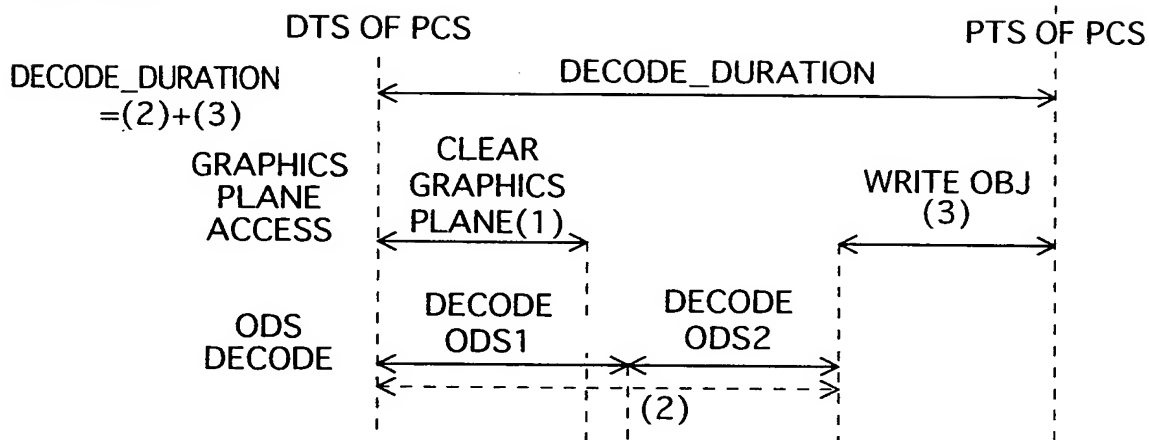 DTS OF PCS
PTS OF PCS
DECODE_DURATION
=(2)+(3)
DECODE_DURATION
GRAPHICS
PLANE
ACCESS
CLEAR
GRAPHICS
PLANE(1)
WRITE OBJ
(3)
ODS
DECODE
DECODE
ODS1
DECODE
ODS2
(2)